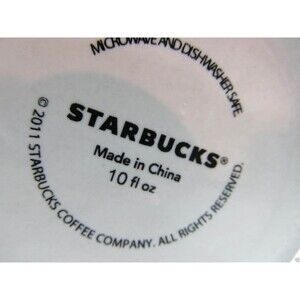 MICROWAVE AND DISHWASHER SAFE
STARBUCKS®
Made in China
10 fl oz
© 2011 STARBUCKS COFFEE COMPANY. ALL RIGHTS RESERVED.